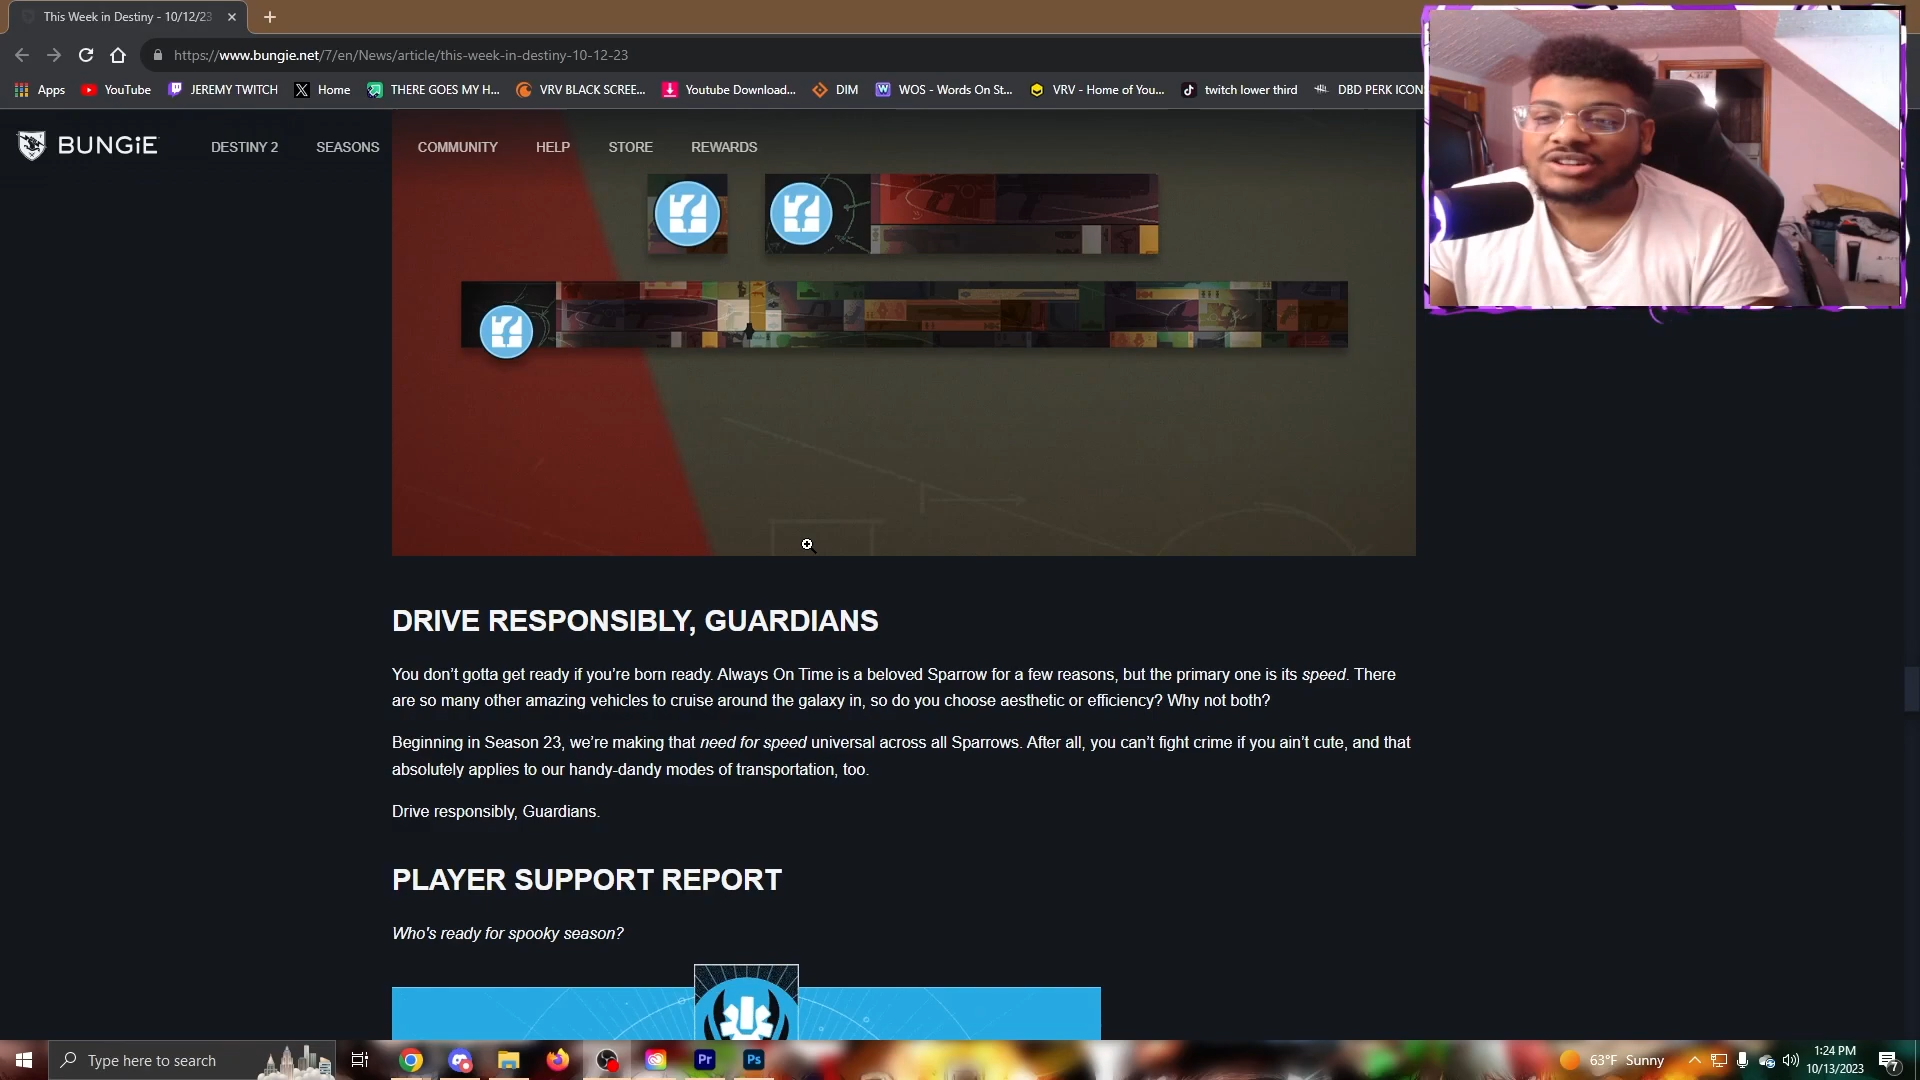 This Week in Destiny - 10/12/23
https://www.bungie.net/7/en/News/article/this-week-in-destiny-10-12-23
Apps YouTube JEREMY TWITCH Home THERE GOES MY H... VRV BLACK SCREE... Youtube Download... DIM WOS - Words On St... VRV - Home of You... twitch lower third DBD PERK ICON
BUNGiE DESTINY 2 SEASONS COMMUNITY HELP STORE REWARDS
DRIVE RESPONSIBLY, GUARDIANS
You don’t gotta get ready if you’re born ready. Always On Time is a beloved Sparrow for a few reasons, but the primary one is its speed. There
are so many other amazing vehicles to cruise around the galaxy in, so do you choose aesthetic or efficiency? Why not both?
Beginning in Season 23, we’re making that need for speed universal across all Sparrows. After all, you can’t fight crime if you ain’t cute, and that
absolutely applies to our handy-dandy modes of transportation, too.
Drive responsibly, Guardians.
PLAYER SUPPORT REPORT
Who's ready for spooky season?
Type here to search
Pr
Ps
63°F Sunny
1:24 PM
10/13/2023
7